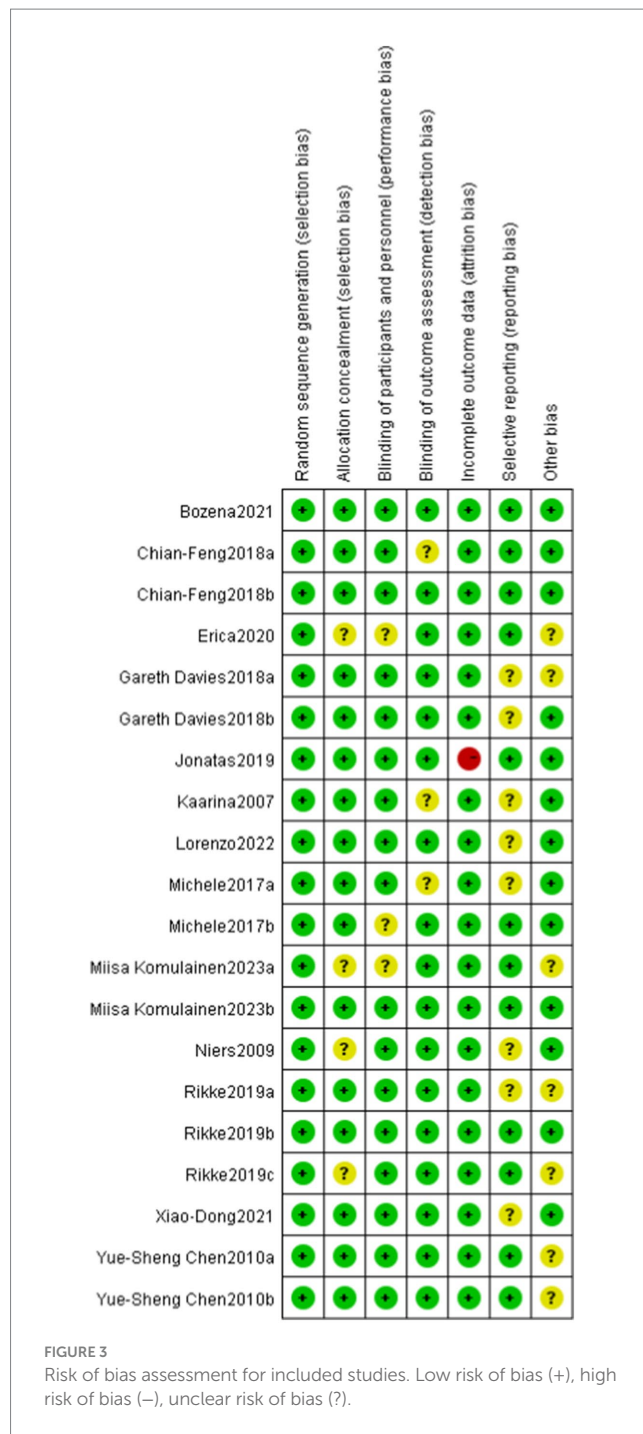 Random sequence generation (selection bias)
Allocation concealment (selection bias)
Blinding of participants and personnel (performance bias)
Blinding of outcome assessment (detection bias)
Incomplete outcome data (attrition bias)
Selective reporting (reporting bias)
Other bias
Bozena2021 + + + + + + +
Chian-Feng2018a + + + ? + + +
Chian-Feng2018b + + + + + + +
Erica2020 + ? ? + + + ?
Gareth Davies2018a + + + + + ? ?
Gareth Davies2018b + + + + + ? +
Jonatas2019 + + + + - + +
Kaarina2007 + + + ? + ? +
Lorenzo2022 + + + + + ? +
Michele2017a + + + ? + ? +
Michele2017b + + ? + + + +
Miisa Komulainen2023a + ? ? + + + ?
Miisa Komulainen2023b + + + + + + +
Niers2009 + ? + + + ? +
Rikke2019a + + + + + ? ?
Rikke2019b + + + + + + +
Rikke2019c + ? + + + + ?
Xiao-Dong2021 + + + + + ? +
Yue-Sheng Chen2010a + + + + + + ?
Yue-Sheng Chen2010b + + + + + + ?
FIGURE 3
Risk of bias assessment for included studies. Low risk of bias (+), high
risk of bias (−), unclear risk of bias (?).